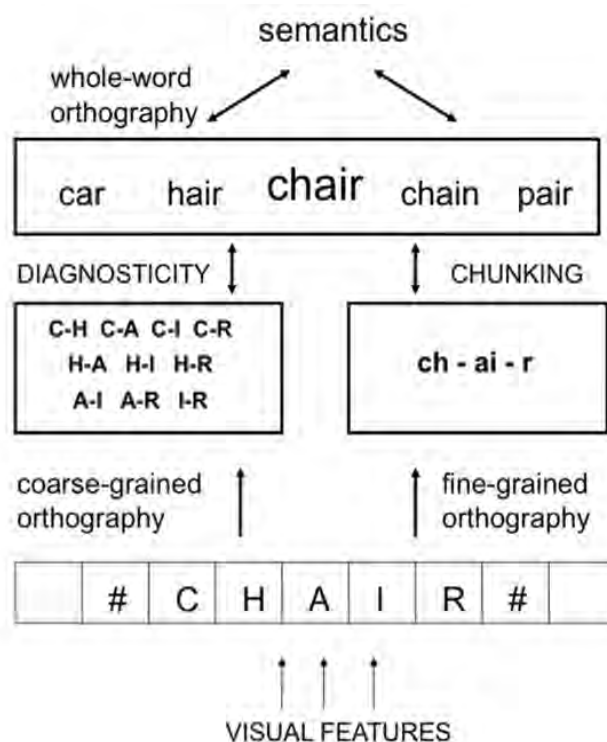 semantics
whole-word
orthography
car hair chair chain pair
DIAGNOSTICITY CHUNKING
C-H C-A C-I C-R
H-A H-I H-R
A-I A-R I-R
ch - ai - r
coarse-grained
orthography
fine-grained
orthography
# C H A I R #
VISUAL FEATURES